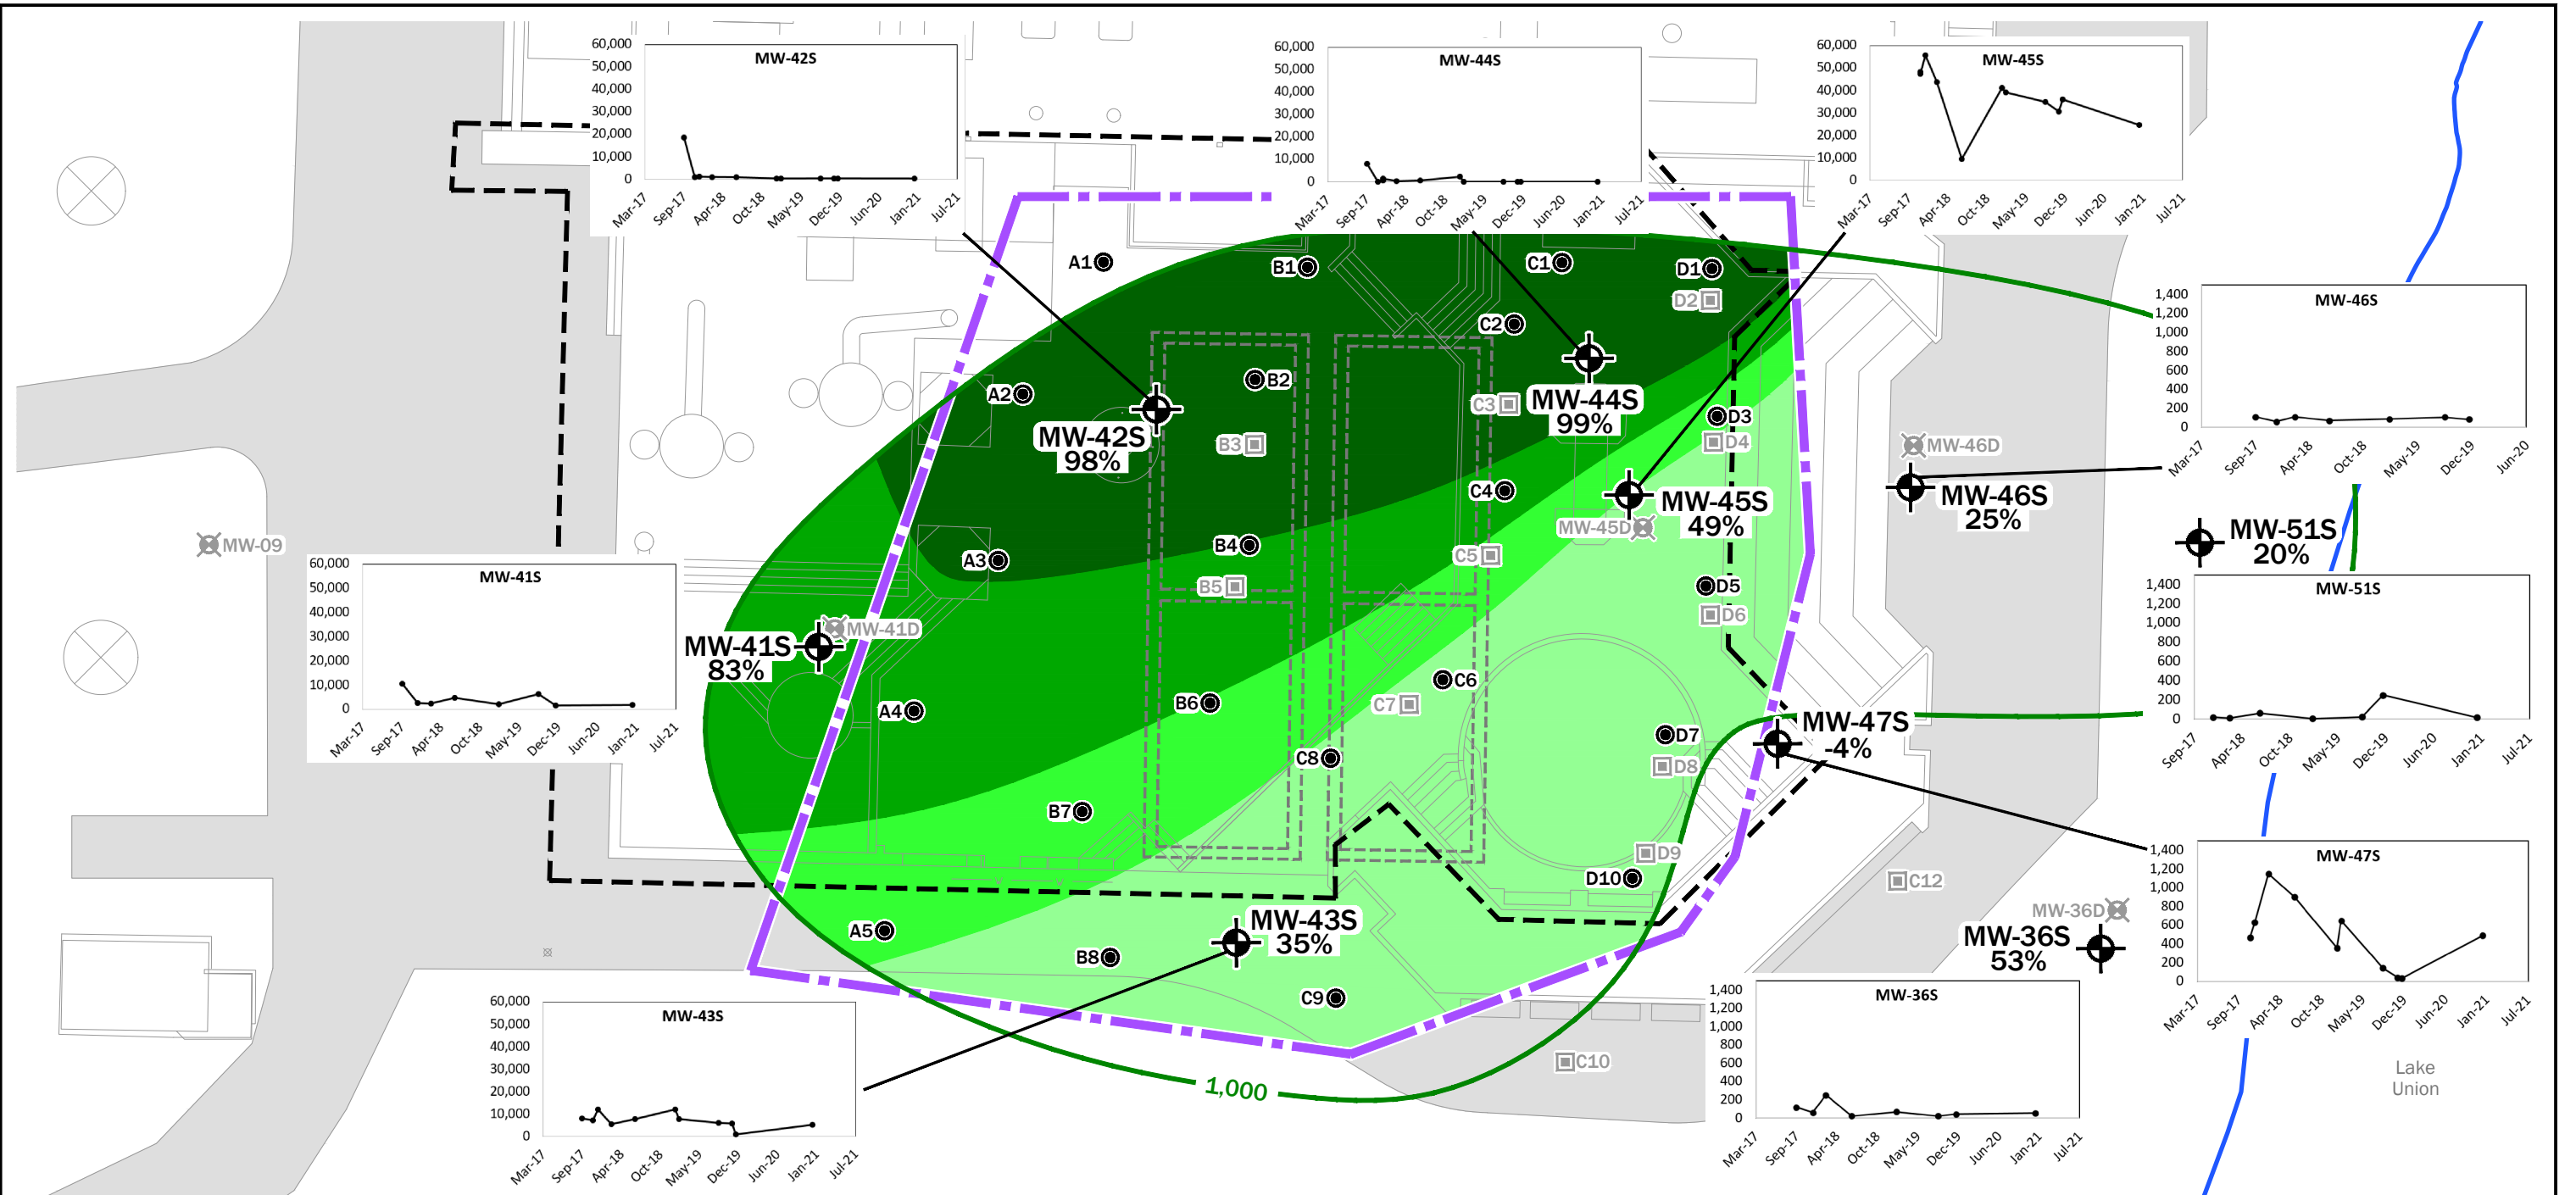 MW-42S
60,000
50,000
40,000
30,000
20,000
10,000
0
Mar-17
Sep-17
Apr-18
Oct-18
May-19
Dec-19
Jun-20
Jan-21
Jul-21
MW-44S
60,000
50,000
40,000
30,000
20,000
10,000
0
Mar-17
Sep-17
Apr-18
Oct-18
May-19
Dec-19
Jun-20
Jan-21
Jul-21
MW-45S
60,000
50,000
40,000
30,000
20,000
10,000
0
Mar-17
Sep-17
Apr-18
Oct-18
May-19
Dec-19
Jun-20
Jan-21
Jul-21
A1
B1
C1
D1
D2
C2
A2
B2
C3
MW-44S
99%
D3
D4
MW-42S
98%
B3
C4
MW-45S
49%
MW-45D
MW-46D
MW-46S
25%
MW-46S
1,400
1,200
1,000
800
600
400
200
0
Mar-17
Sep-17
Apr-18
Oct-18
May-19
Dec-19
Jun-20
MW-51S
20%
MW-09
A3
B4
B5
C5
D5
D6
MW-41S
60,000
50,000
40,000
30,000
20,000
10,000
0
Mar-17
Sep-17
Apr-18
Oct-18
May-19
Dec-19
Jun-20
Jan-21
Jul-21
MW-41D
MW-41S
83%
MW-51S
1,400
1,200
1,000
800
600
400
200
0
Sep-17
Apr-18
Oct-18
May-19
Dec-19
Jun-20
Jan-21
Jul-21
A4
B6
C6
C7
C8
D7
D8
MW-47S
-4%
B7
D9
D10
C12
MW-47S
1,400
1,200
1,000
800
600
400
200
0
Mar-17
Sep-17
Apr-18
Oct-18
May-19
Dec-19
Jun-20
Jan-21
Jul-21
A5
B8
MW-43S
35%
C9
MW-36D
MW-36S
53%
MW-43S
60,000
50,000
40,000
30,000
20,000
10,000
0
Mar-17
Sep-17
Apr-18
Oct-18
May-19
Dec-19
Jun-20
Jan-21
Jul-21
1,000
C10
MW-36S
1,400
1,200
1,000
800
600
400
200
0
Mar-17
Sep-17
Apr-18
Oct-18
May-19
Dec-19
Jun-20
Jan-21
Jul-21
Lake
Union